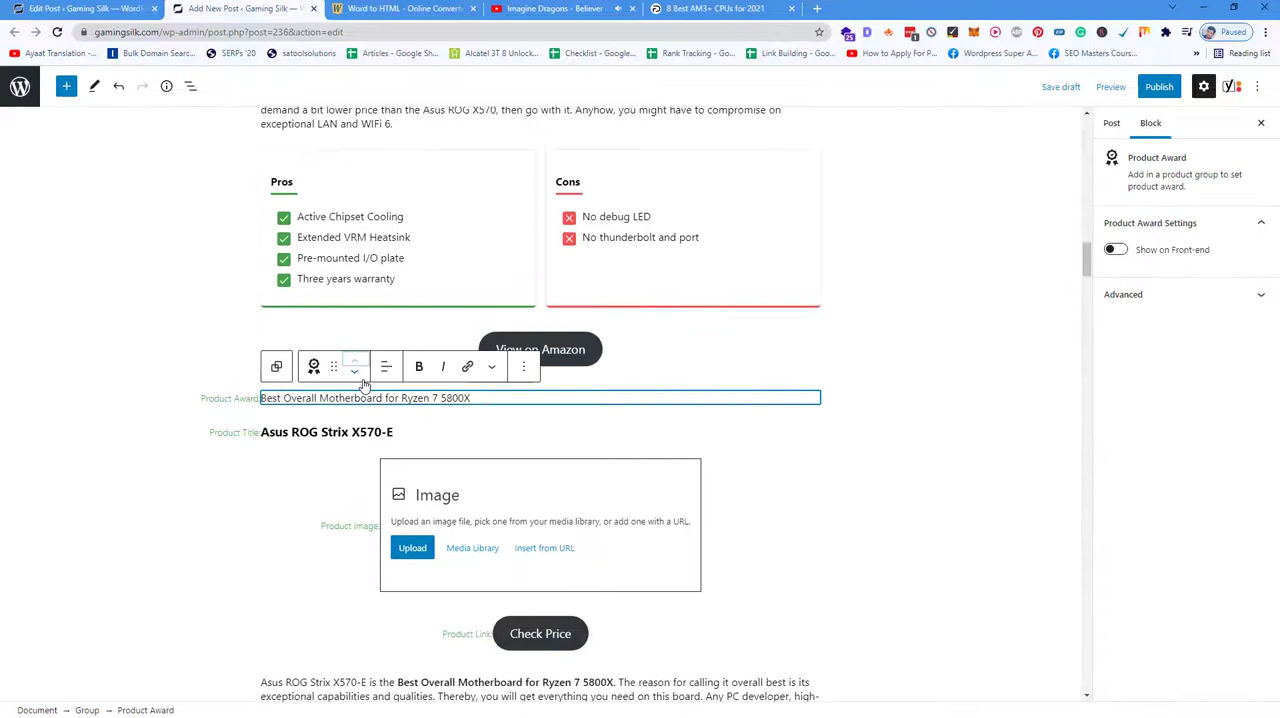 Edit Post ‹ Gaming Silk — WordP
Add New Post ‹ Gaming Silk — W
Word to HTML - Online Convert
Imagine Dragons - Believer
8 Best AM3+ CPUs for 2021
gamingsilk.com/wp-admin/post.php?post=236&action=edit
Paused
Ayaat Translation -...
Bulk Domain Search...
SERPs '20
satoolsolutions
Articles - Google Sh...
Alcatel 3T 8 Unlock...
Checklist - Google...
Rank Tracking - Go...
Link Building - Goo...
How to Apply For P...
Wordpress Super A...
SEO Masters Cours...
Reading list
Save draft
Preview
Publish
demand a bit lower price than the Asus ROG X570, then go with it. Anyhow, you might have to compromise on
exceptional LAN and WIFi 6.
Post
Block
Product Award
Add in a product group to set
product award.
Product Award Settings
Show on Front-end
Advanced
Pros
Active Chipset Cooling
Extended VRM Heatsink
Pre-mounted I/O plate
Three years warranty
Cons
No debug LED
No thunderbolt and port
View on Amazon
B I
Product Award:
Best Overall Motherboard for Ryzen 7 5800X
Product Title:
Asus ROG Strix X570-E
Image
Upload an image file, pick one from your media library, or add one with a URL.
Product Image:
Upload
Media Library
Insert from URL
Product Link:
Check Price
Asus ROG Strix X570-E is the Best Overall Motherboard for Ryzen 7 5800X. The reason for calling it overall best is its
exceptional capabilities and qualities. Thereby, you will get everything you need on this board. Any PC developer, high-
Document → Group → Product Award